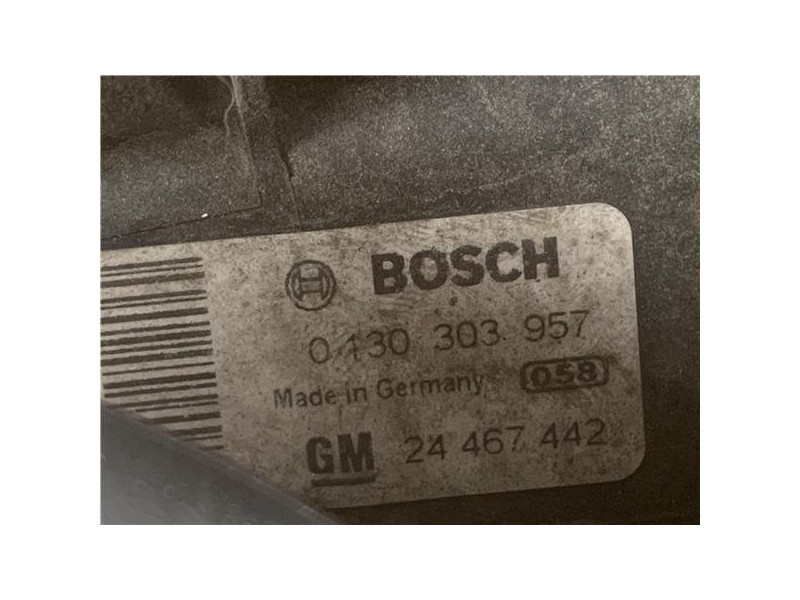 BOSCH
0 130 303 957
Made in Germany 058
GM 24 467 442